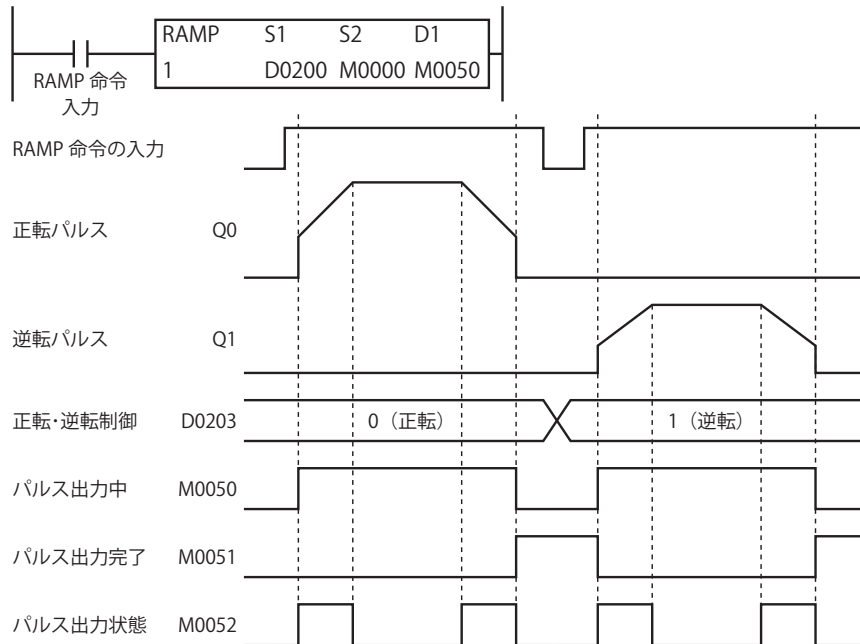 RAMP S1 S2 D1
1 D0200 M0000 M0050
RAMP 命令
入力
RAMP 命令の入力
正転パルス Q0
逆転パルス Q1
正転・逆転制御 D0203 0（正転） 1（逆転）
パルス出力中 M0050
パルス出力完了 M0051
パルス出力状態 M0052